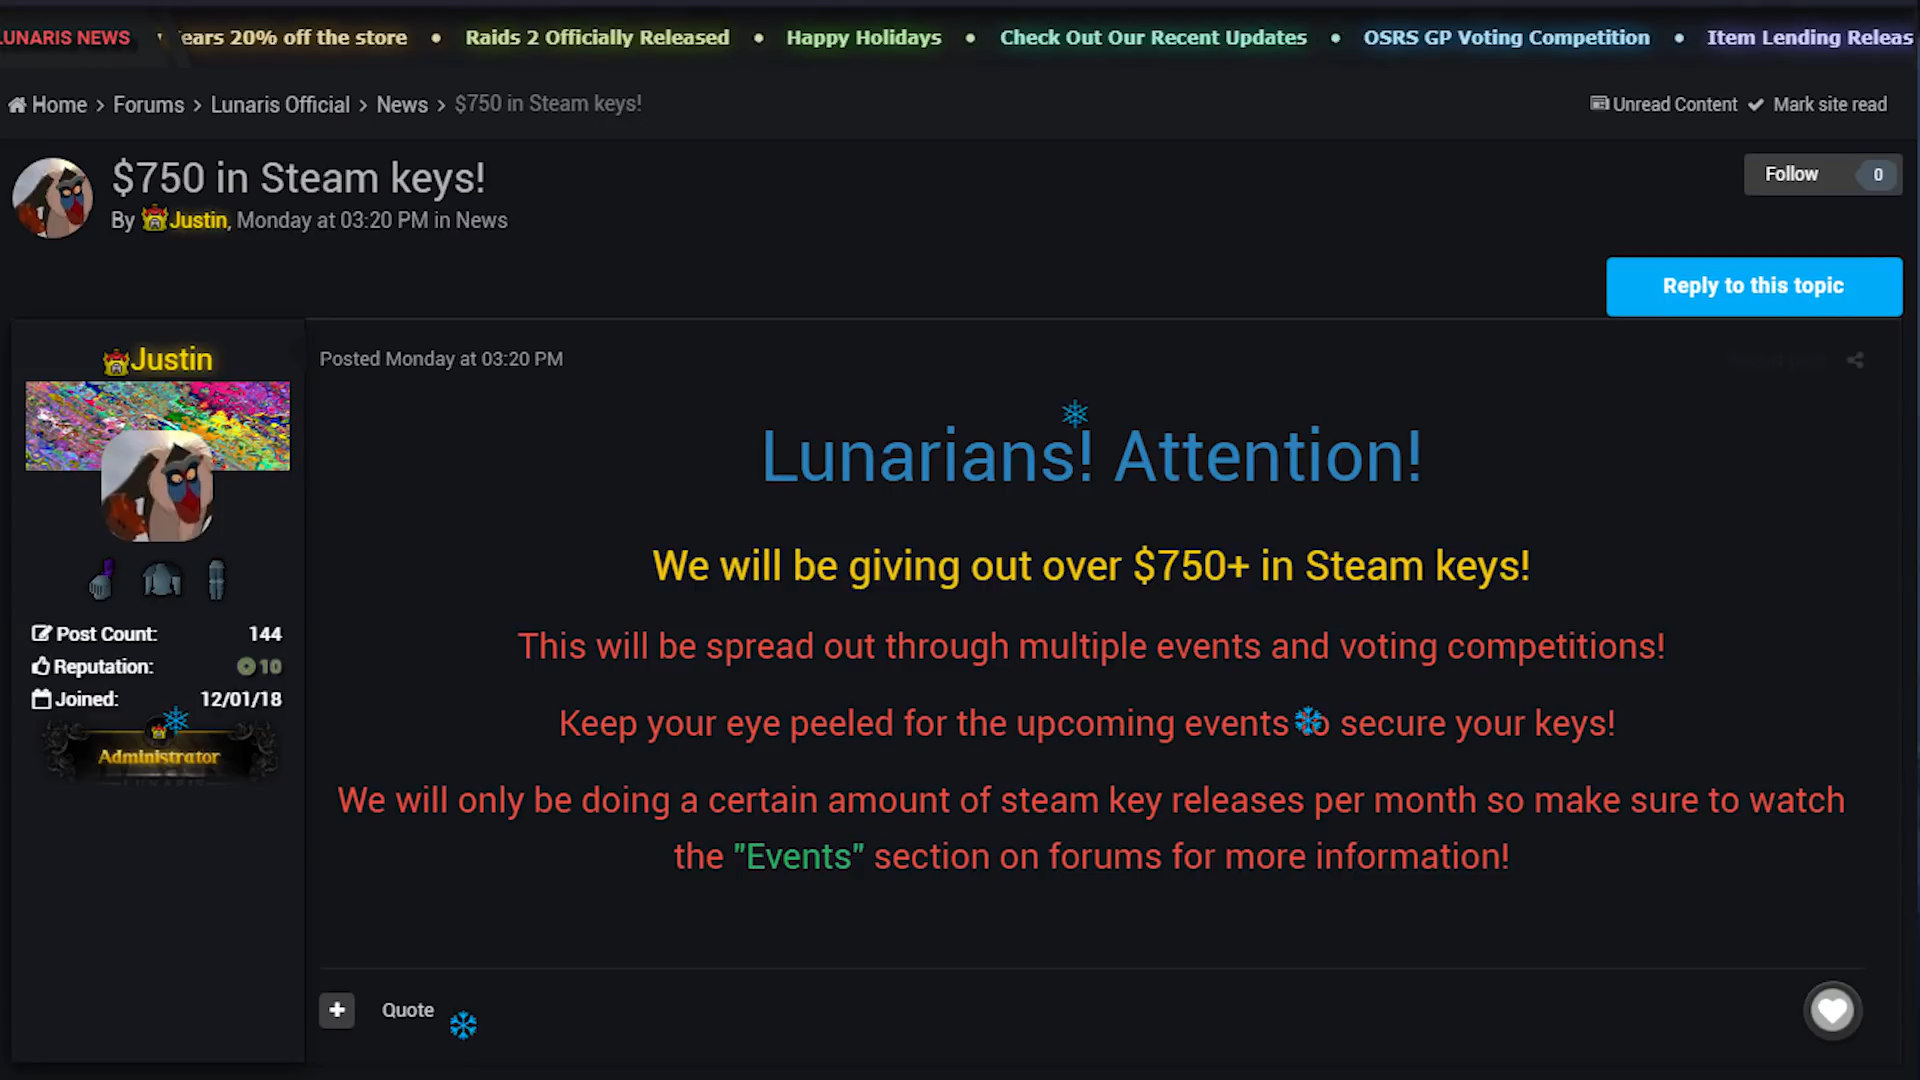 LUNARIS NEWS
ears 20% off the store • Raids 2 Officially Released • Happy Holidays • Check Out Our Recent Updates • OSRS GP Voting Competition • Item Lending Releas
Home > Forums > Lunaris Official > News > $750 in Steam keys!
Unread Content Mark site read
$750 in Steam keys!
By Justin, Monday at 03:20 PM in News
Follow 0
Reply to this topic
Justin
Posted Monday at 03:20 PM
Lunarians! Attention!
We will be giving out over $750+ in Steam keys!
This will be spread out through multiple events and voting competitions!
Keep your eye peeled for the upcoming events to secure your keys!
We will only be doing a certain amount of steam key releases per month so make sure to watch
the "Events" section on forums for more information!
Post Count: 144
Reputation: 10
Joined: 12/01/18
Administrator
Quote